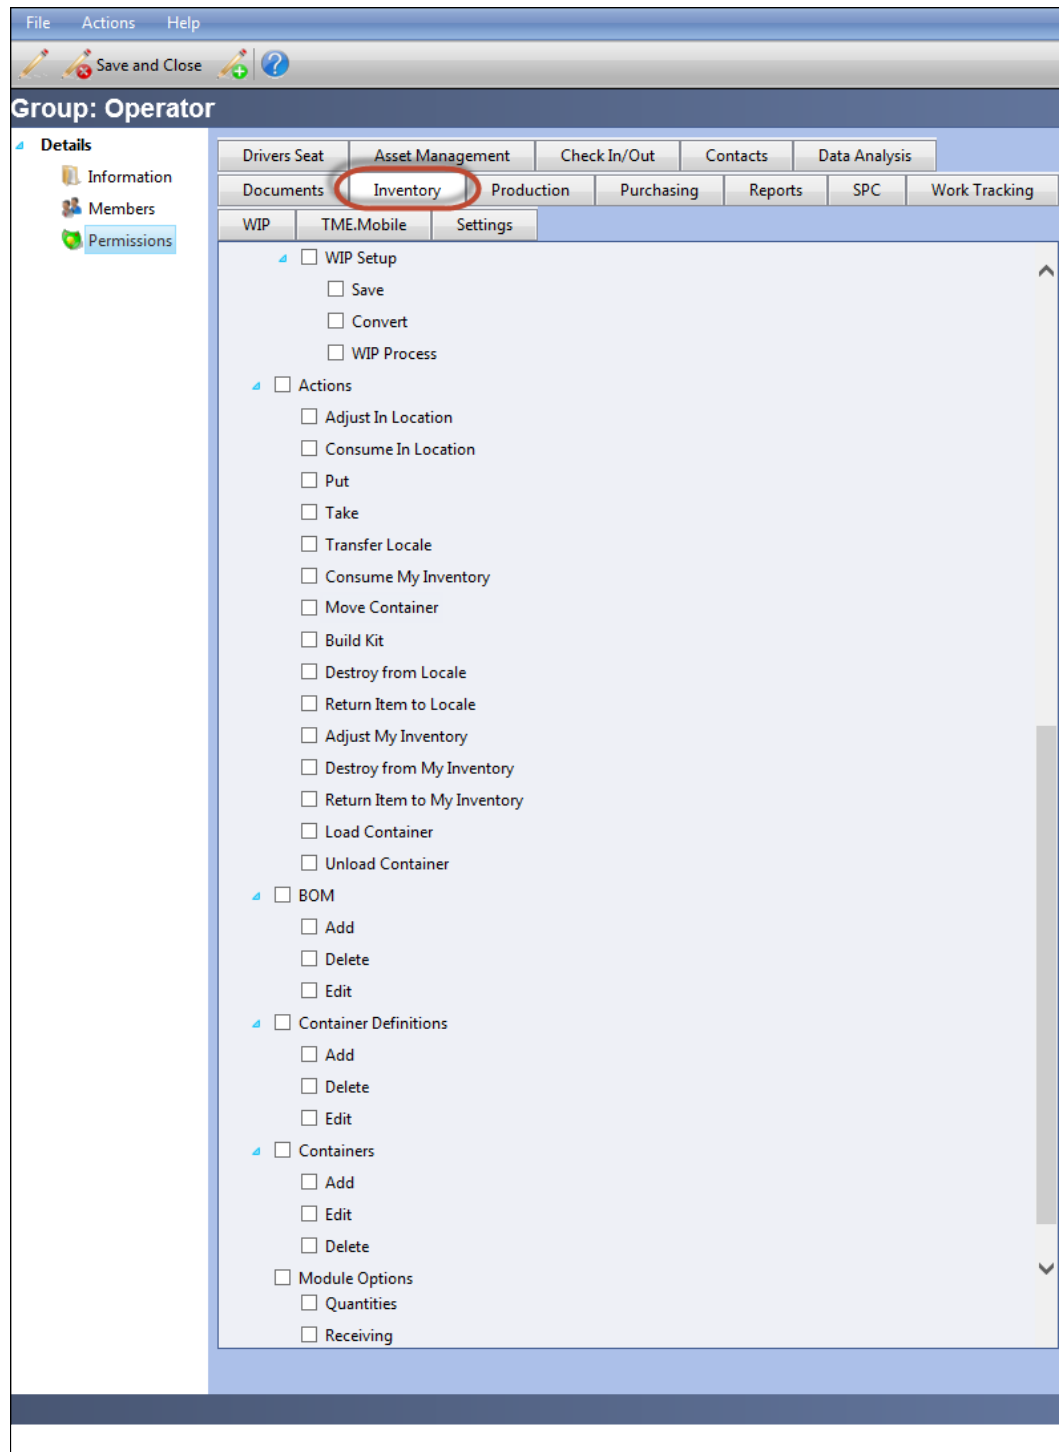 File Actions Help
Save and Close
Group: Operator
Details
Information
Members
Permissions
Drivers Seat Asset Management Check In/Out Contacts Data Analysis
Documents Inventory Production Purchasing Reports SPC Work Tracking
WIP TME.Mobile Settings
WIP Setup
Save
Convert
WIP Process
Actions
Adjust In Location
Consume In Location
Put
Take
Transfer Locale
Consume My Inventory
Move Container
Build Kit
Destroy from Locale
Return Item to Locale
Adjust My Inventory
Destroy from My Inventory
Return Item to My Inventory
Load Container
Unload Container
BOM
Add
Delete
Edit
Container Definitions
Add
Delete
Edit
Containers
Add
Edit
Delete
Module Options
Quantities
Receiving